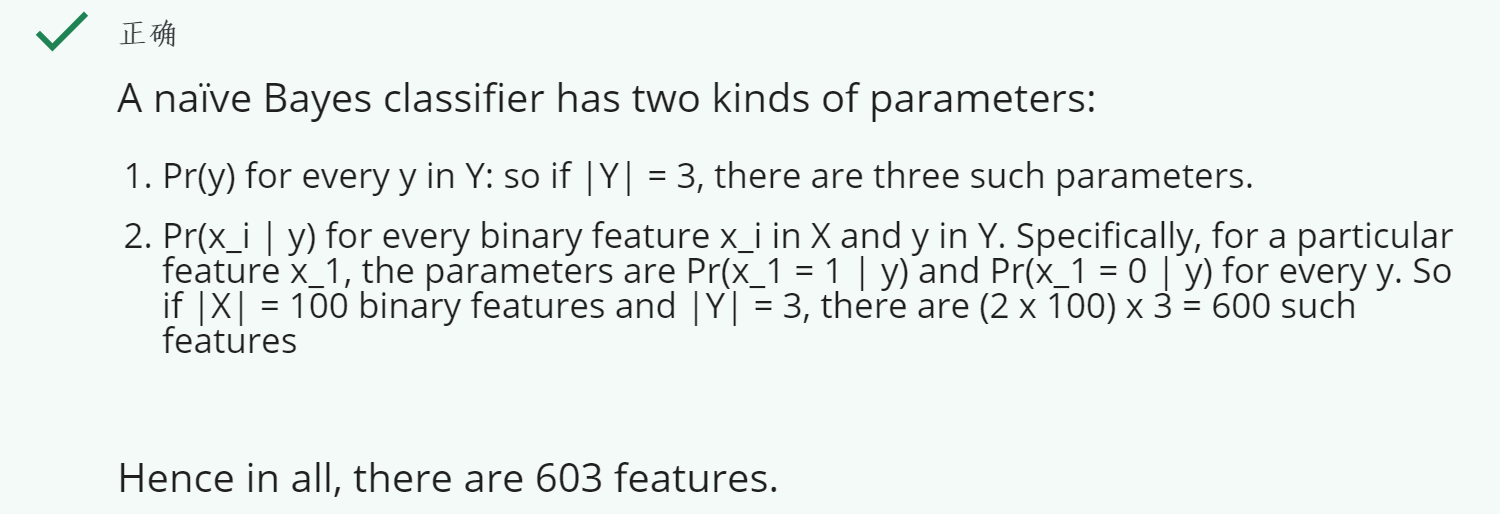 正确
A naïve Bayes classifier has two kinds of parameters:
1. Pr(y) for every y in Y: so if |Y| = 3, there are three such parameters.
2. Pr(x_i | y) for every binary feature x_i in X and y in Y. Specifically, for a particular
feature x_1, the parameters are Pr(x_1 = 1 | y) and Pr(x_1 = 0 | y) for every y. So
if |X| = 100 binary features and |Y| = 3, there are (2 x 100) x 3 = 600 such
features
Hence in all, there are 603 features.